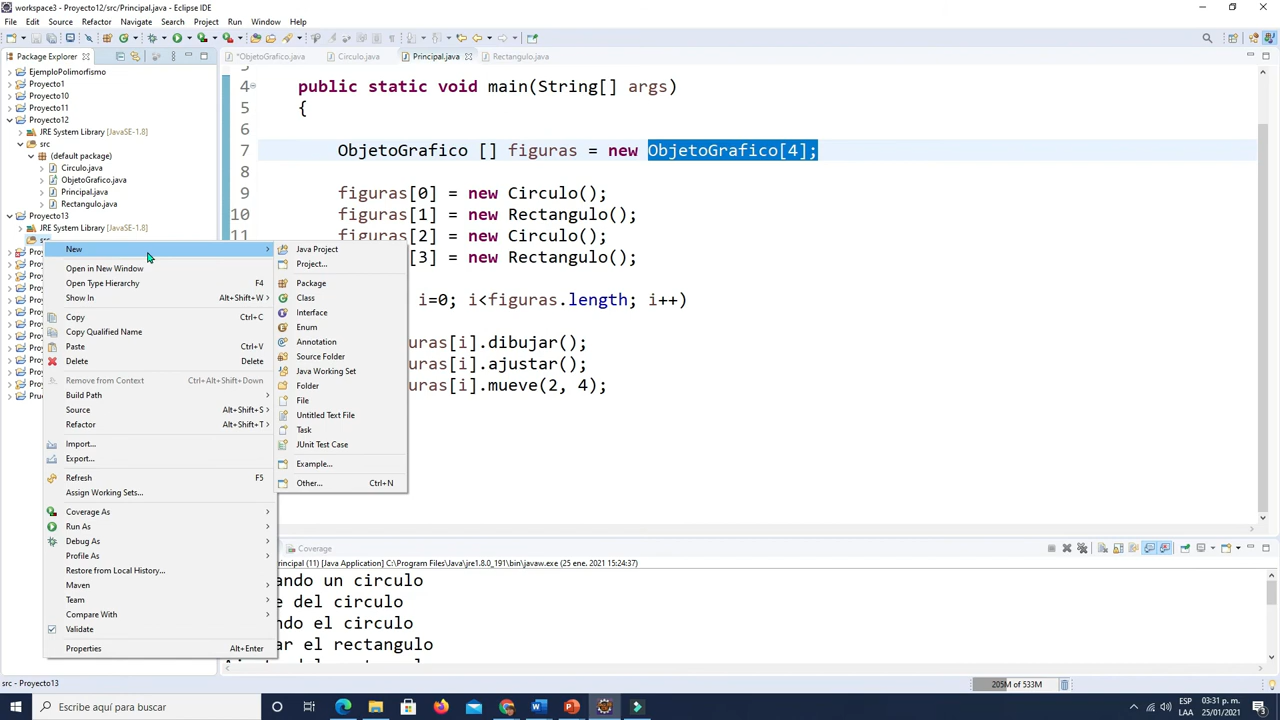 workspace3 - Proyecto12/src/Principal.java - Eclipse IDE
File Edit Source Refactor Navigate Search Project Run Window Help
Package Explorer
*ObjetoGrafico.java Circulo.java Principal.java Rectangulo.java
EjemploPolimorfismo
Proyecto1
Proyecto10
Proyecto11
Proyecto12
JRE System Library [JavaSE-1.8]
src
(default package)
Circulo.java
ObjetoGrafico.java
Principal.java
Rectangulo.java
Proyecto13
JRE System Library [JavaSE-1.8]
src
New
Open in New Window
Open Type Hierarchy F4
Show In Alt+Shift+W
Copy Ctrl+C
Copy Qualified Name
Paste Ctrl+V
Delete Delete
Remove from Context Ctrl+Alt+Shift+Down
Build Path
Source Alt+Shift+S
Refactor Alt+Shift+T
Import...
Export...
Refresh F5
Assign Working Sets...
Coverage As
Run As
Debug As
Profile As
Restore from Local History...
Maven
Team
Compare With
Validate
Properties Alt+Enter
Java Project
Project...
Package
Class
Interface
Enum
Annotation
Source Folder
Java Working Set
Folder
File
Untitled Text File
Task
JUnit Test Case
Example...
Other... Ctrl+N
4 public static void main(String[] args)
5 {
6
7 ObjetoGrafico [] figuras = new ObjetoGrafico[4];
8
9 figuras[0] = new Circulo();
10 figuras[1] = new Rectangulo();
11 figuras[2] = new Circulo();
[3] = new Rectangulo();
i=0; i<figuras.length; i++)
uras[i].dibujar();
uras[i].ajustar();
uras[i].mueve(2, 4);
Coverage
rincipal (11) [Java Application] C:\Program Files\Java\jre1.8.0_191\bin\javaw.exe (25 ene. 2021 15:24:37)
ando un circulo
e del circulo
ndo el circulo
ar el rectangulo
src - Proyecto13
205M of 533M
Escribe aquí para buscar
ESP 03:31 p. m.
LAA 25/01/2021